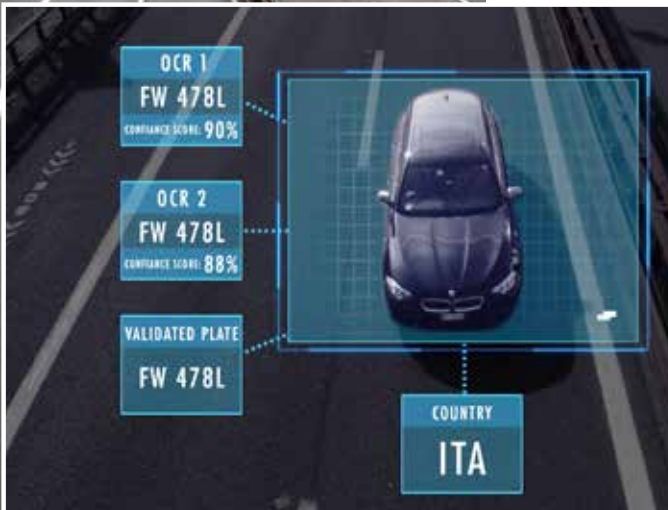 OCR 1
FW 478L
CONFIANCE SCORE: 90%
OCR 2
FW 478L
CONFIANCE SCORE: 88%
VALIDATED PLATE
FW 478L
COUNTRY
ITA